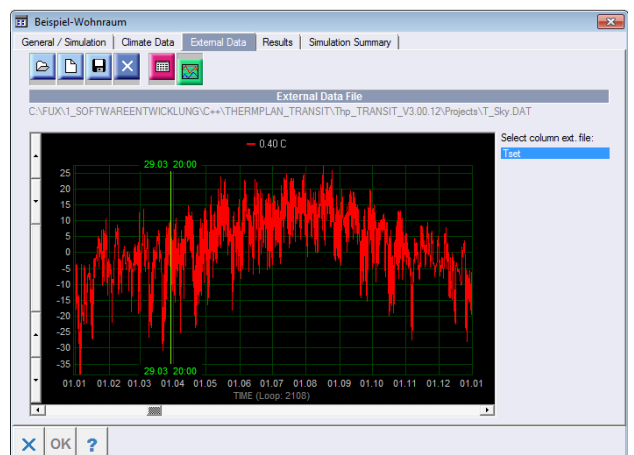 Beispiel-Wohnraum
General / Simulation Climate Data External Data Results Simulation Summary
External Data File
C:\FUX\1_SOFTWAREENTWICKLUNG\C++\THERMPLAN_TRANSIT\Thp_TRANSIT_V3.00.12\Projects\T_Sky.DAT
Select column ext. file:
Tset
0.40 C
29.03 20:00
25
20
15
10
5
0
-5
-10
-15
-20
-25
-30
-35
29.03 20:00
01.01 01.02 01.03 01.04 01.05 01.06 01.07 01.08 01.09 01.10 01.11 01.12 01.01
TIME (Loop: 2108)
OK ?